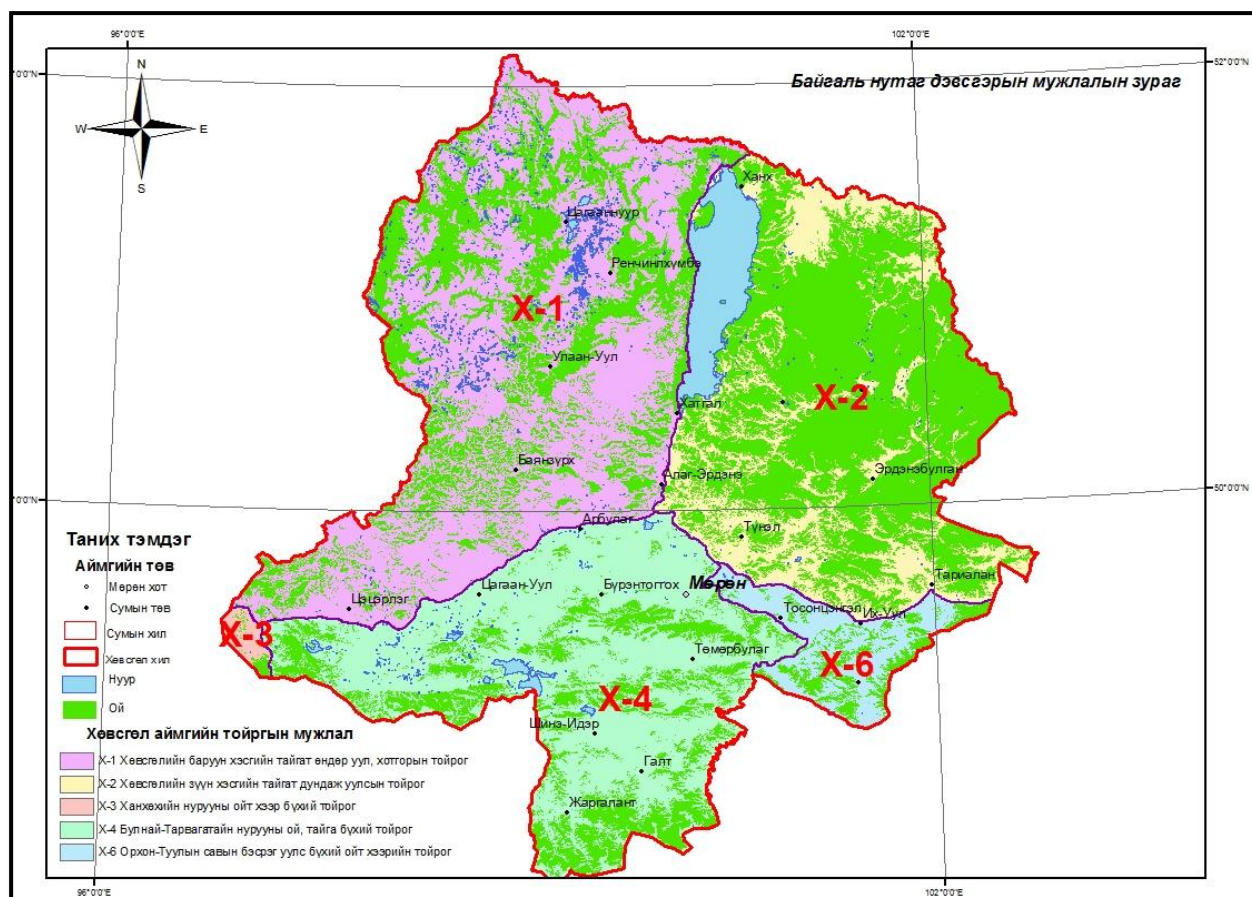 96°0'0"E
102°0'0"E
N
W
E
S
Байгаль нутаг дэвсгэрын мужлалын зураг
52°0'0"N
Ханх
Цагааннуур
Ренчинлхүмбэ
X-1
Улаан-Уул
X-2
Хатгал
Баянзүрх
Алаг-Эрдэнэ
Эрдэнэбулган
50°0'0"N
Арбулаг
Түнэл
Таних тэмдэг
Аймгийн төв
Мөрөн хот
Сумын төв
Сумын хил
Хөвсгөл хил
Нуур
Ой
Цагаан-Уул
Бүрэнтогтох
Мөрөн
Тариалан
Цэцэрлэг
Тосонцэнгэл
Их-Уул
X-3
Төмөрбулаг
X-6
X-4
Шинэ-Идэр
Галт
Жаргалант
Хөвсгөл аймгийн тойргын мужлал
X-1 Хөвсгөлийн баруун хэсгийн тайгат өндөр уул, хотгорын тойрог
X-2 Хөвсгөлийн зүүн хэсгийн тайгат дундаж уулсын тойрог
X-3 Ханхөхийн нурууны ойт хээр бүхий тойрог
X-4 Булнай-Тарвагатайн нурууны ой, тайга бүхий тойрог
X-6 Орхон-Туулын савын бэсрэг уулс бүхий ойт хээрийн тойрог
96°0'0"E
102°0'0"E